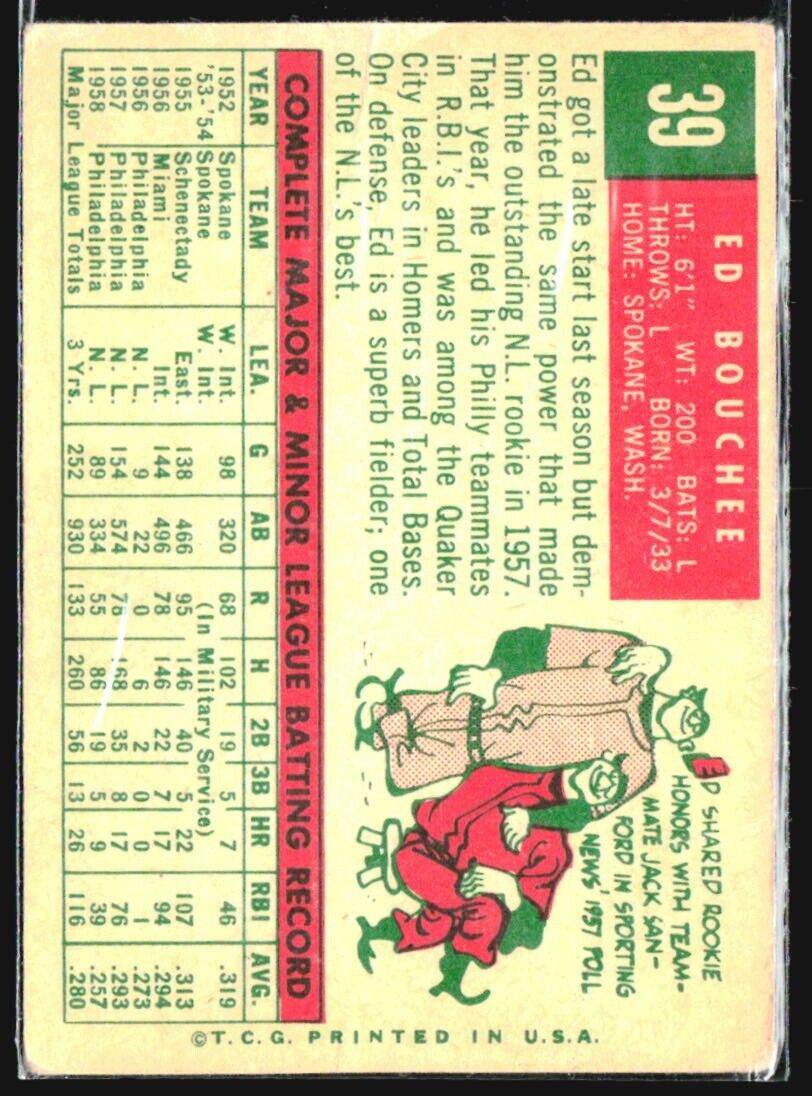 39
ED BOUCHEE
HT: 6'1" WT: 200 BATS: L
THROWS: L BORN: 3/7/33
HOME: SPOKANE, WASH.
Ed got a late start last season but dem-
onstrated the same power that made
him the outstanding N.L. rookie in 1957.
That year, he led his Philly teammates
in R.B.I.'s and was among the Quaker
City leaders in Homers and Total Bases.
On defense, Ed is a superb fielder; one
of the N.L.'s best.
ED SHARED ROOKIE
HONORS WITH TEAM-
MATE JACK SAN-
FORD IN SPORTING
NEWS' 1957 POLL
COMPLETE MAJOR & MINOR LEAGUE BATTING RECORD
YEAR TEAM LEA. G AB R H 2B 3B HR RBI AVG.
1952 Spokane W. Int. 98 320 68 102 19 5 7 46 .319
'53-'54 Spokane W. Int. (In Military Service)
1955 Schenectady East. 138 466 95 146 40 5 22 107 .313
1956 Miami Int. 144 496 78 146 22 7 17 94 .294
1956 Philadelphia N.L. 9 22 0 6 2 0 0 1 .273
1957 Philadelphia N.L. 154 574 78 168 35 8 17 76 .293
1958 Philadelphia N.L. 89 334 55 86 19 5 9 39 .257
Major League Totals 3 Yrs. 252 930 133 260 56 13 26 116 .280
©T.C.G. PRINTED IN U.S.A.